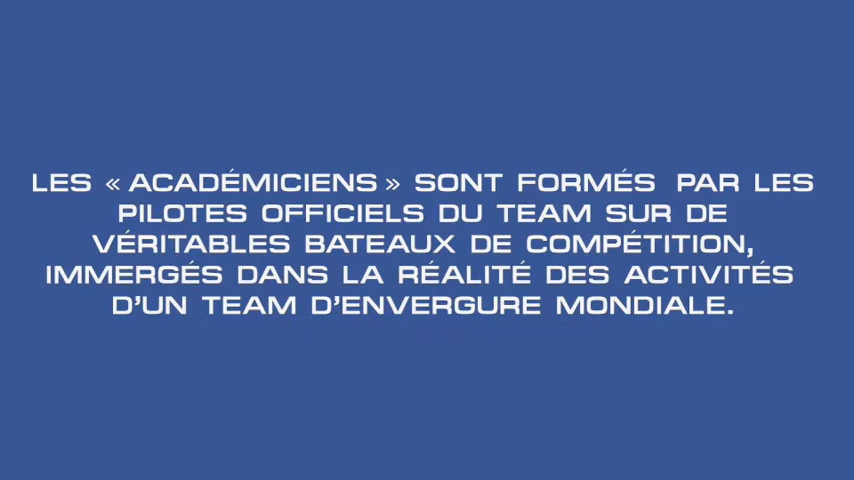 LES « ACADÉMICIENS » SONT FORMÉS PAR LES
PILOTES OFFICIELS DU TEAM SUR DE
VÉRITABLES BATEAUX DE COMPÉTITION,
IMMERGÉS DANS LA RÉALITÉ DES ACTIVITÉS
D’UN TEAM D’ENVERGURE MONDIALE.